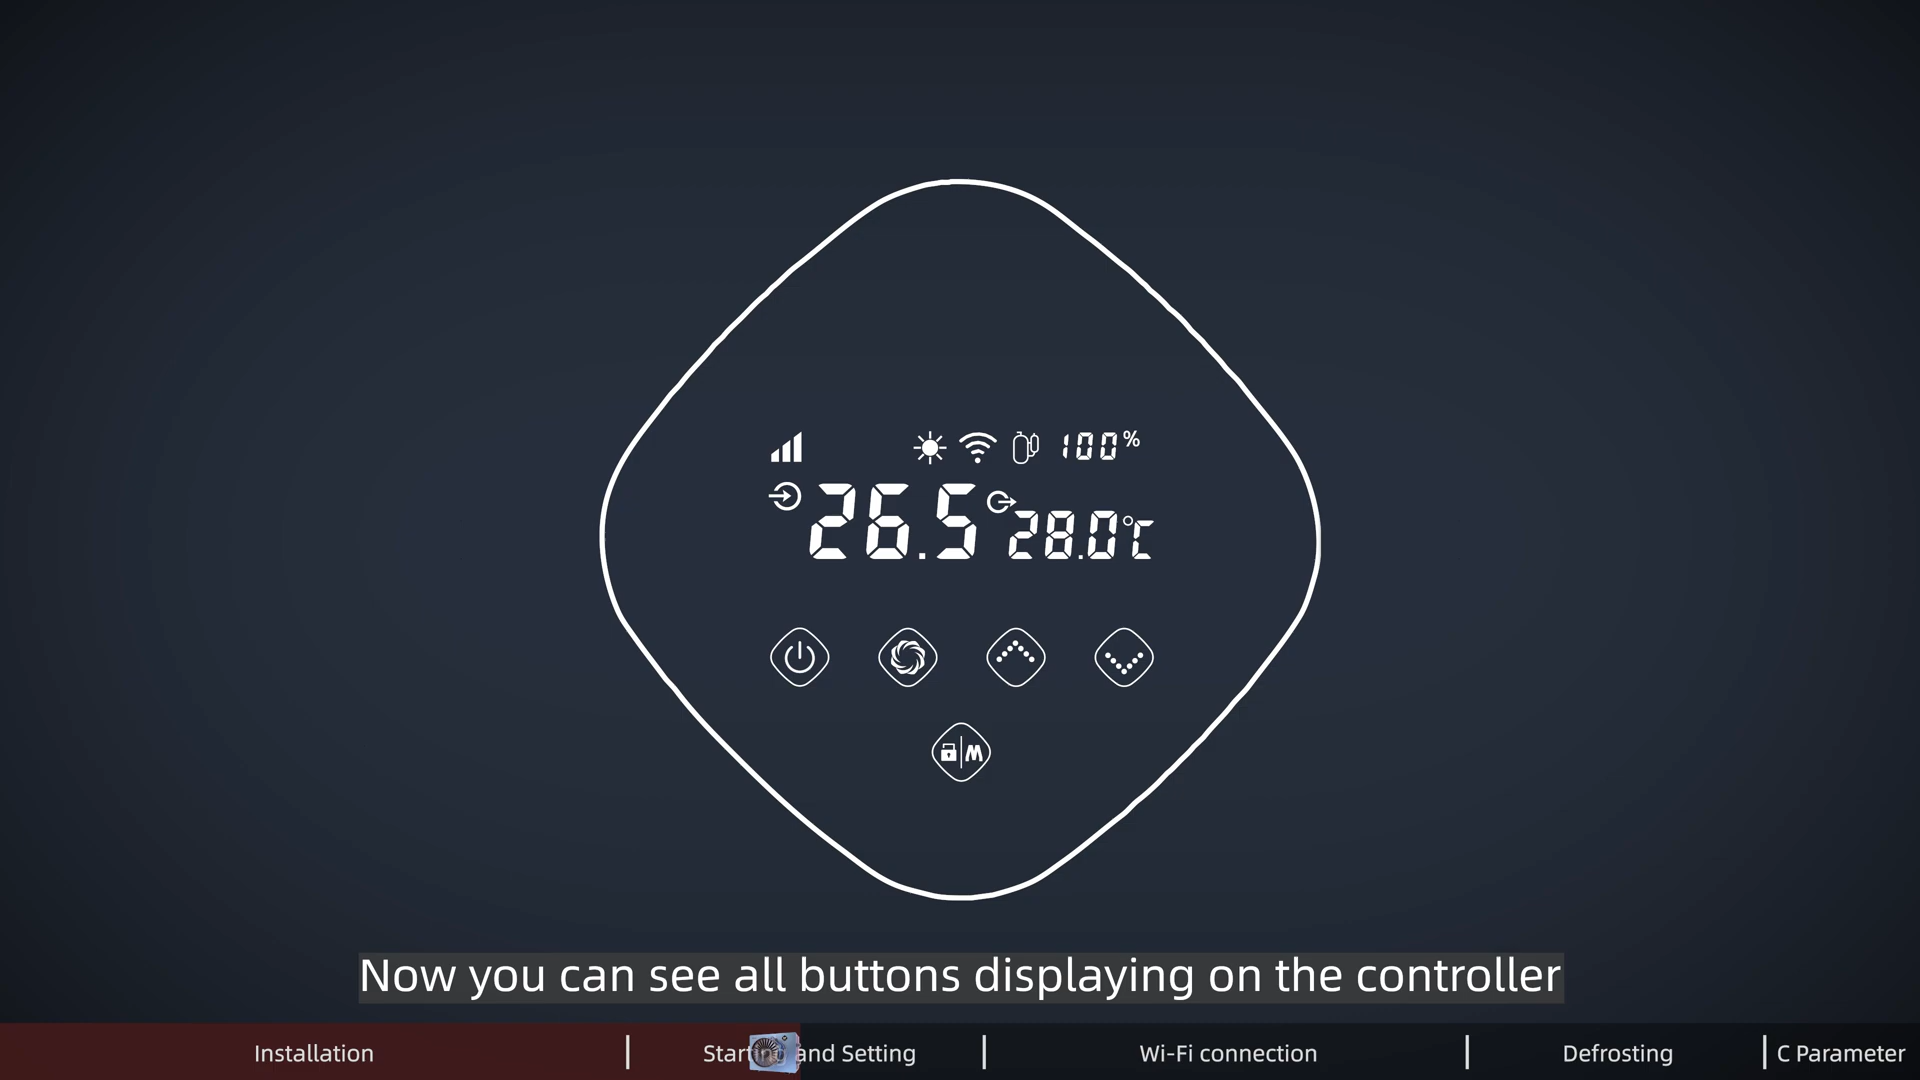 100%
26.5 28.0℃
M
Now you can see all buttons displaying on the controller
Installation | Starting and Setting | Wi-Fi connection | Defrosting | C Parameter